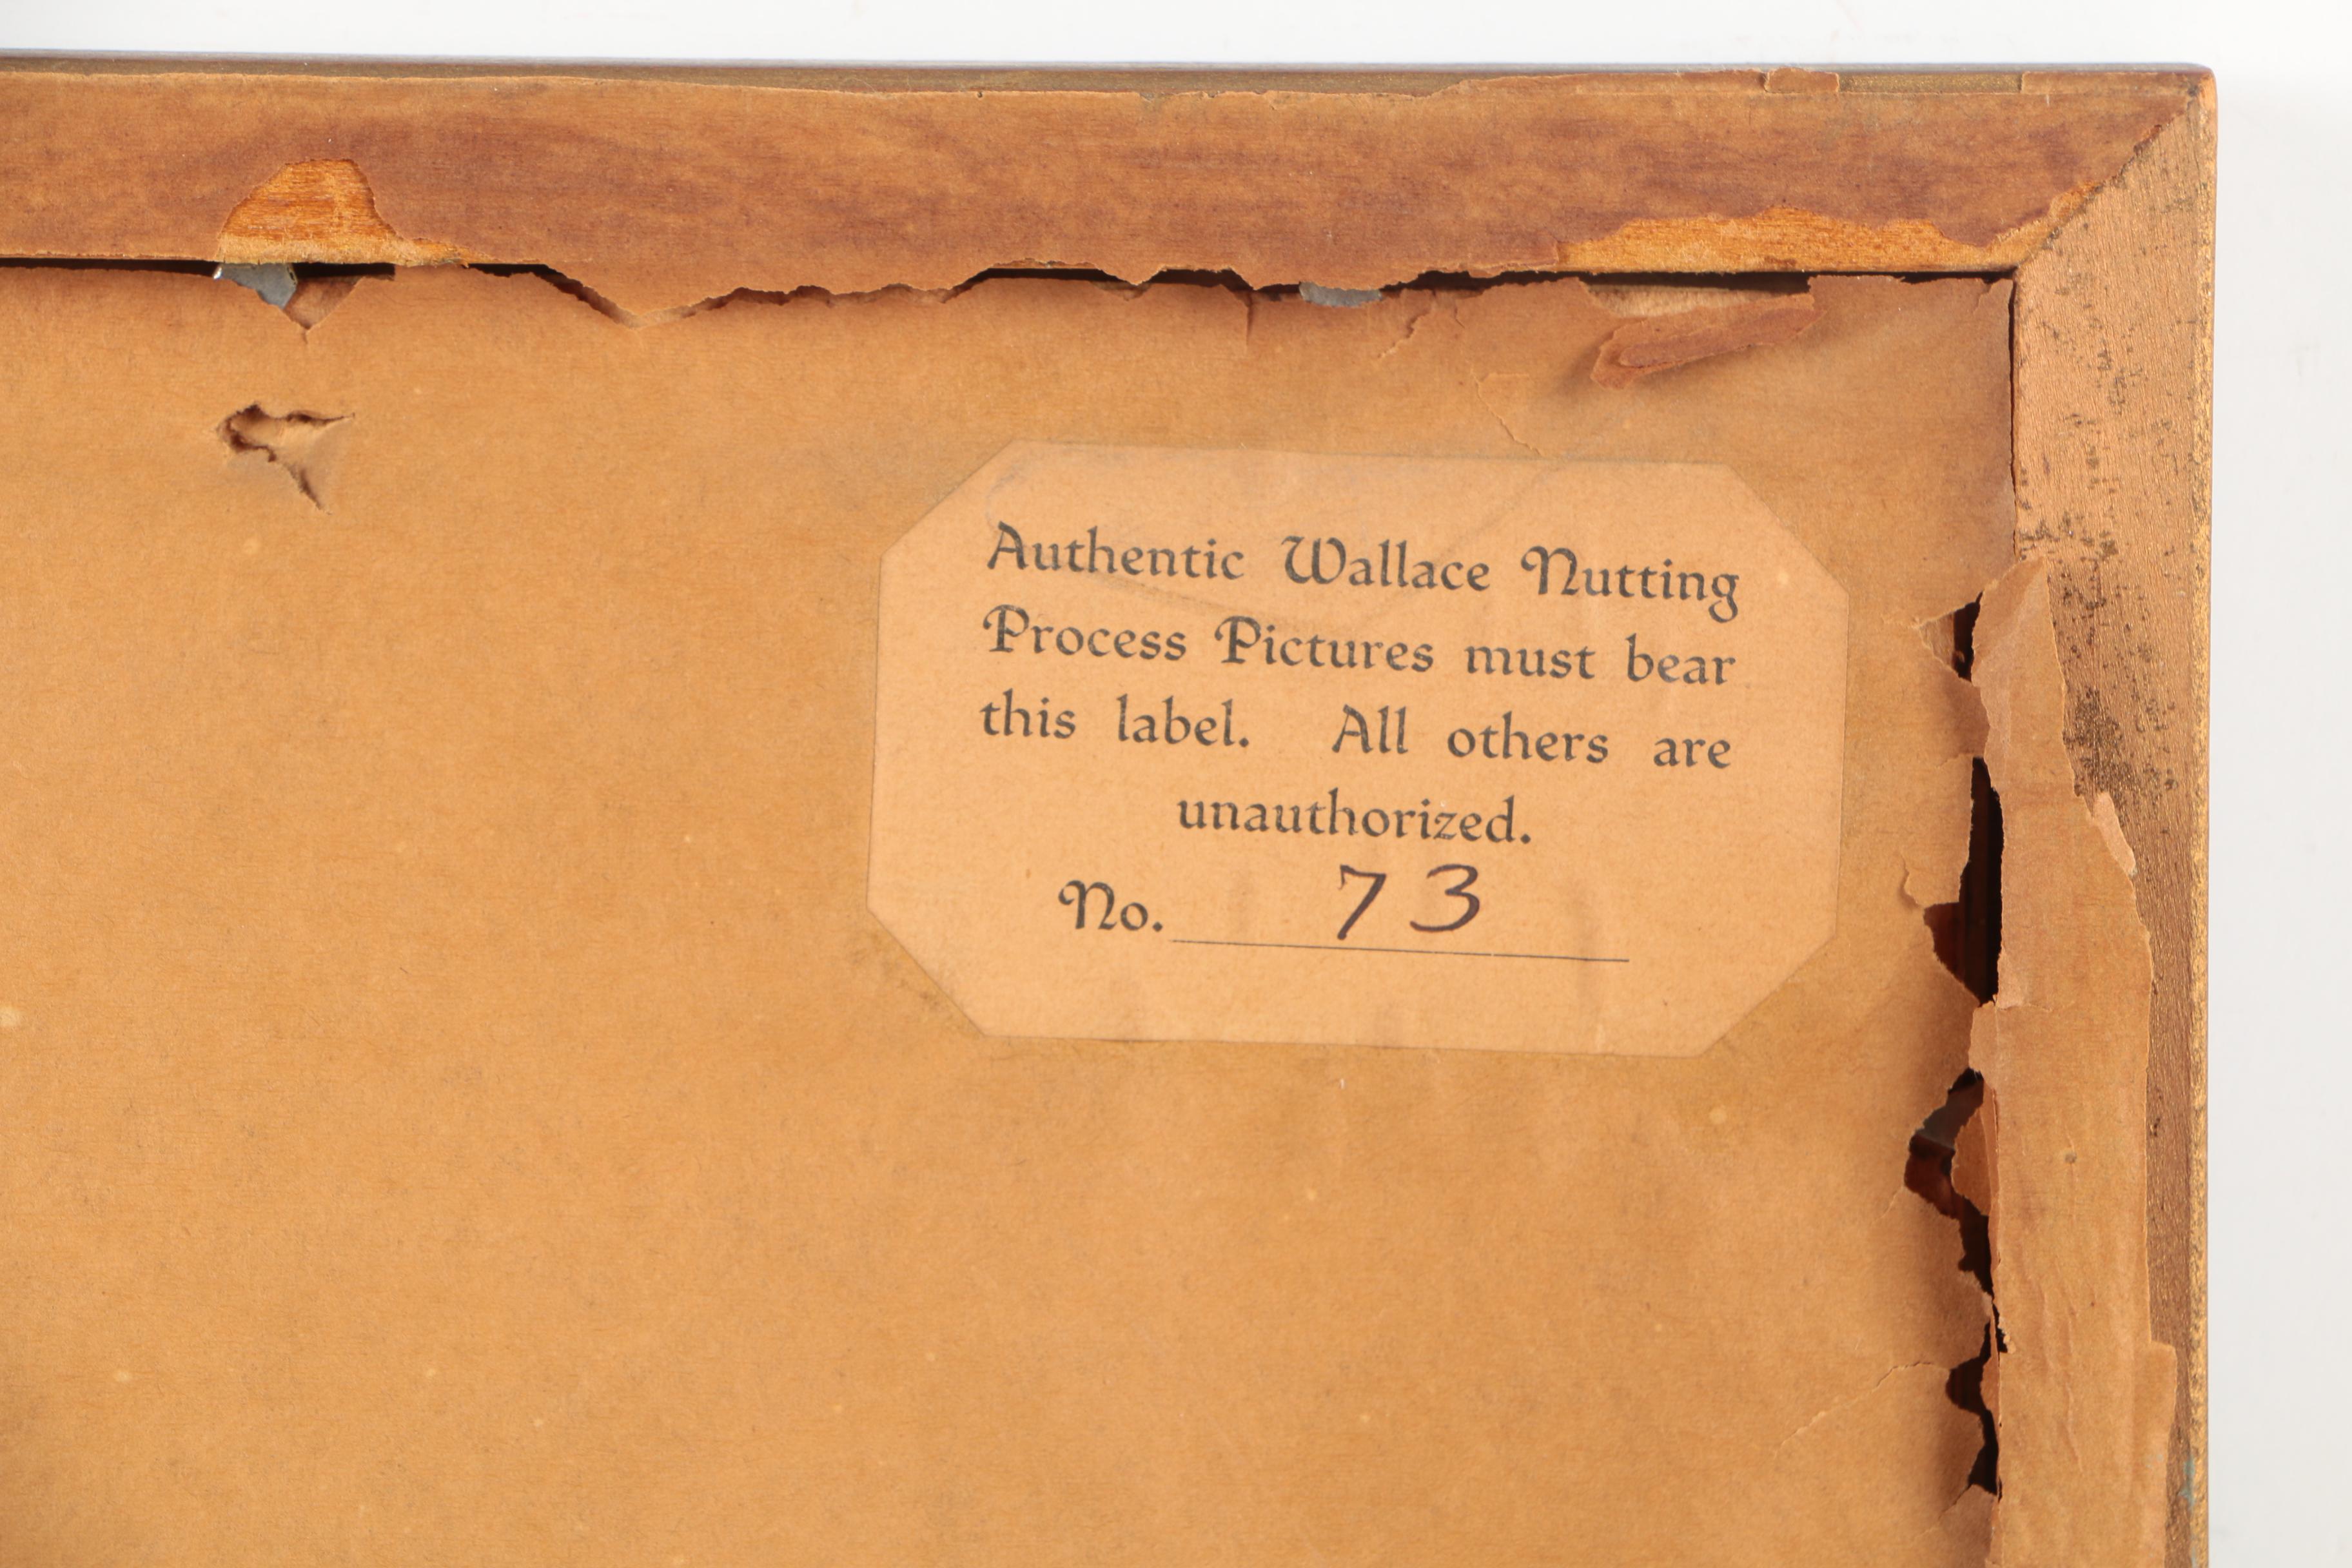 Authentic Wallace Nutting
Process Pictures must bear
this label. All others are
unauthorized.
No. 73